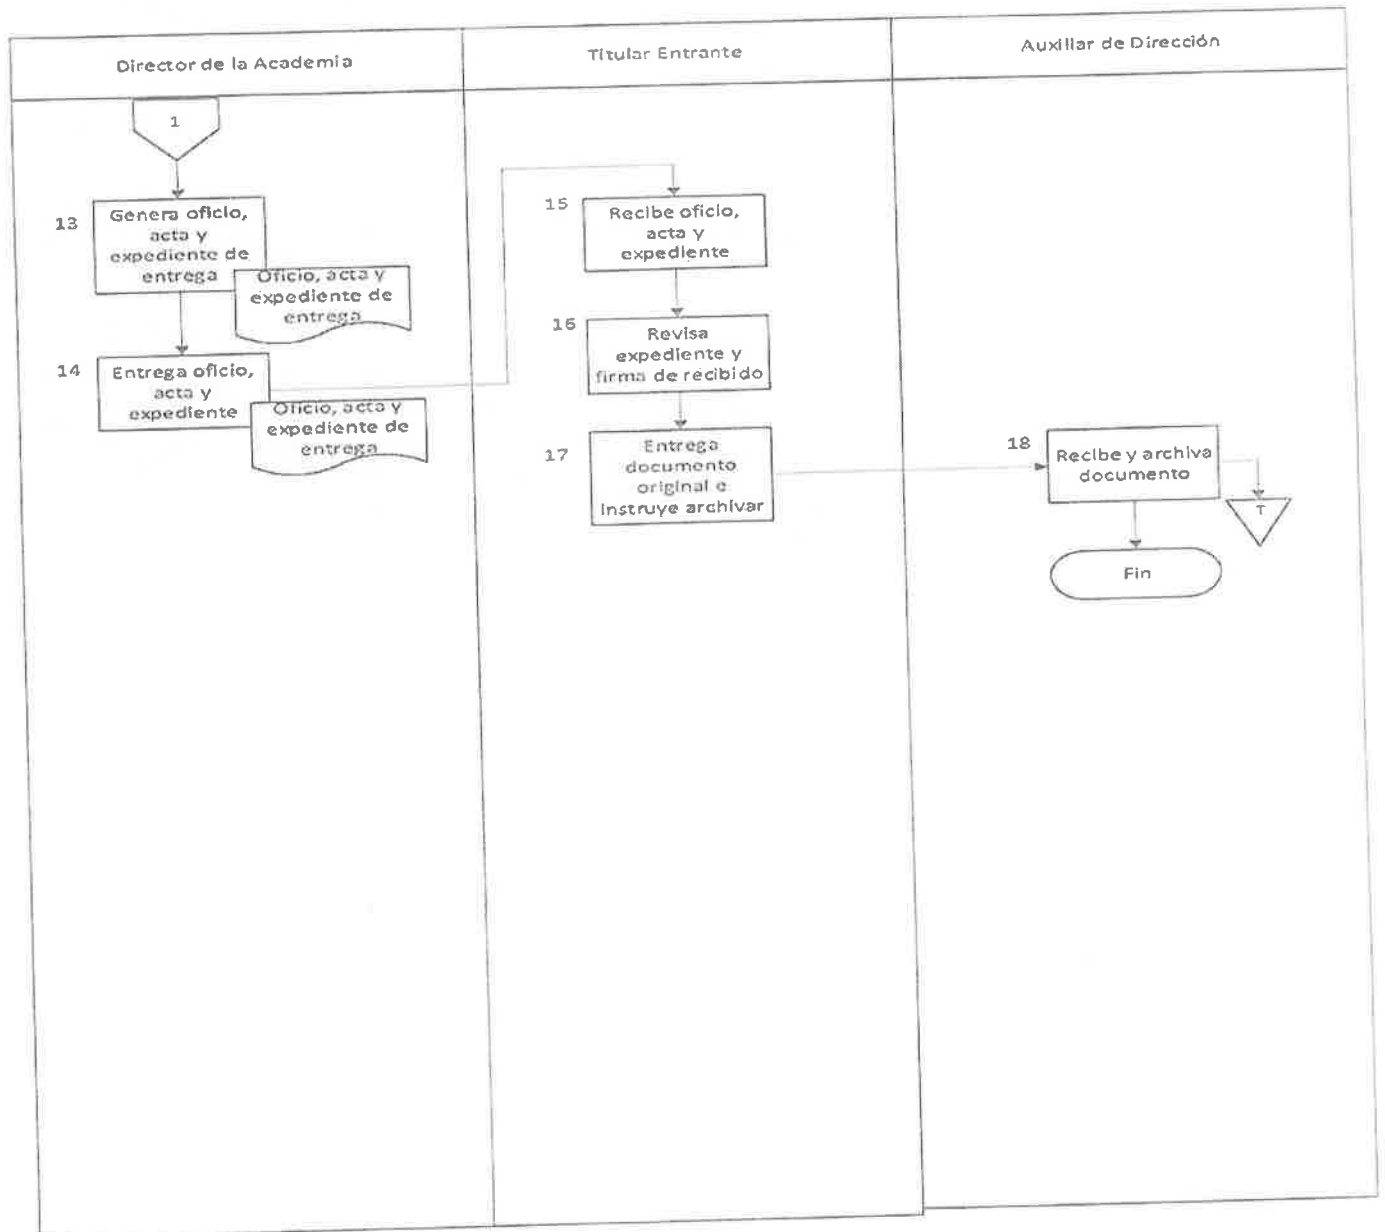 Director de la Academia
Titular Entrante
Auxiliar de Dirección
1
13
Genera oficio,
acta y
expediente de
entrega
Oficio, acta y
expediente de
entrega
14
Entrega oficio,
acta y
expediente
Oficio, acta y
expediente de
entrega
15
Recibe oficio,
acta y
expediente
16
Revisa
expediente y
firma de recibido
17
Entrega
documento
original e
instruye archivar
18
Recibe y archiva
documento
T
Fin